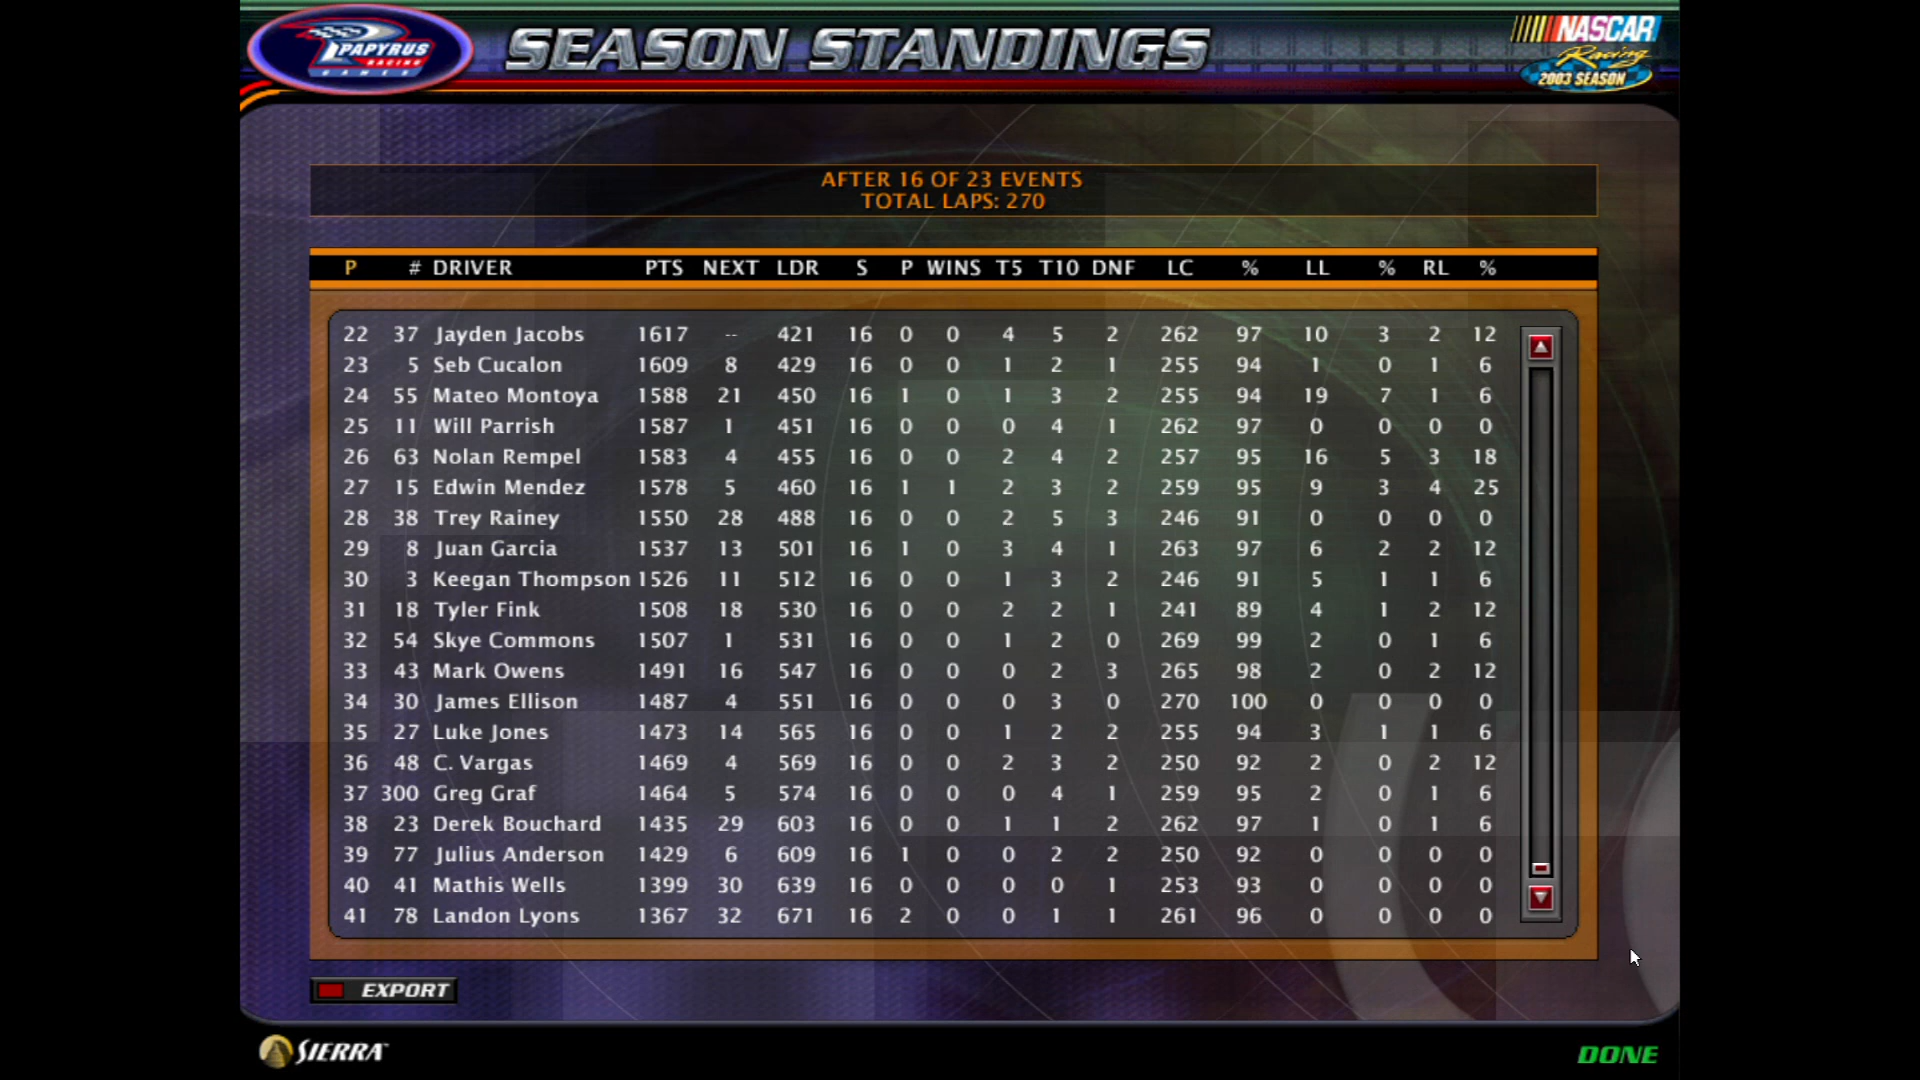 PAPYRUS
RACING
GAMES
SEASON STANDINGS
NASCAR
Racing
2003 SEASON
AFTER 16 OF 23 EVENTS
TOTAL LAPS: 270
P # DRIVER PTS NEXT LDR S P WINS T5 T10 DNF LC % LL % RL %
22 37 Jayden Jacobs 1617 -- 421 16 0 0 4 5 2 262 97 10 3 2 12
23 5 Seb Cucalon 1609 8 429 16 0 0 1 2 1 255 94 1 0 1 6
24 55 Mateo Montoya 1588 21 450 16 1 0 1 3 2 255 94 19 7 1 6
25 11 Will Parrish 1587 1 451 16 0 0 0 4 1 262 97 0 0 0 0
26 63 Nolan Rempel 1583 4 455 16 0 0 2 4 2 257 95 16 5 3 18
27 15 Edwin Mendez 1578 5 460 16 1 1 2 3 2 259 95 9 3 4 25
28 38 Trey Rainey 1550 28 488 16 0 0 2 5 3 246 91 0 0 0 0
29 8 Juan Garcia 1537 13 501 16 1 0 3 4 1 263 97 6 2 2 12
30 3 Keegan Thompson 1526 11 512 16 0 0 1 3 2 246 91 5 1 1 6
31 18 Tyler Fink 1508 18 530 16 0 0 2 2 1 241 89 4 1 2 12
32 54 Skye Commons 1507 1 531 16 0 0 1 2 0 269 99 2 0 1 6
33 43 Mark Owens 1491 16 547 16 0 0 0 2 3 265 98 2 0 2 12
34 30 James Ellison 1487 4 551 16 0 0 0 3 0 270 100 0 0 0 0
35 27 Luke Jones 1473 14 565 16 0 0 1 2 2 255 94 3 1 1 6
36 48 C. Vargas 1469 4 569 16 0 0 2 3 2 250 92 2 0 2 12
37 300 Greg Graf 1464 5 574 16 0 0 0 4 1 259 95 2 0 1 6
38 23 Derek Bouchard 1435 29 603 16 0 0 1 1 2 262 97 1 0 1 6
39 77 Julius Anderson 1429 6 609 16 1 0 0 2 2 250 92 0 0 0 0
40 41 Mathis Wells 1399 30 639 16 0 0 0 0 1 253 93 0 0 0 0
41 78 Landon Lyons 1367 32 671 16 2 0 0 1 1 261 96 0 0 0 0
EXPORT
SIERRA
DONE